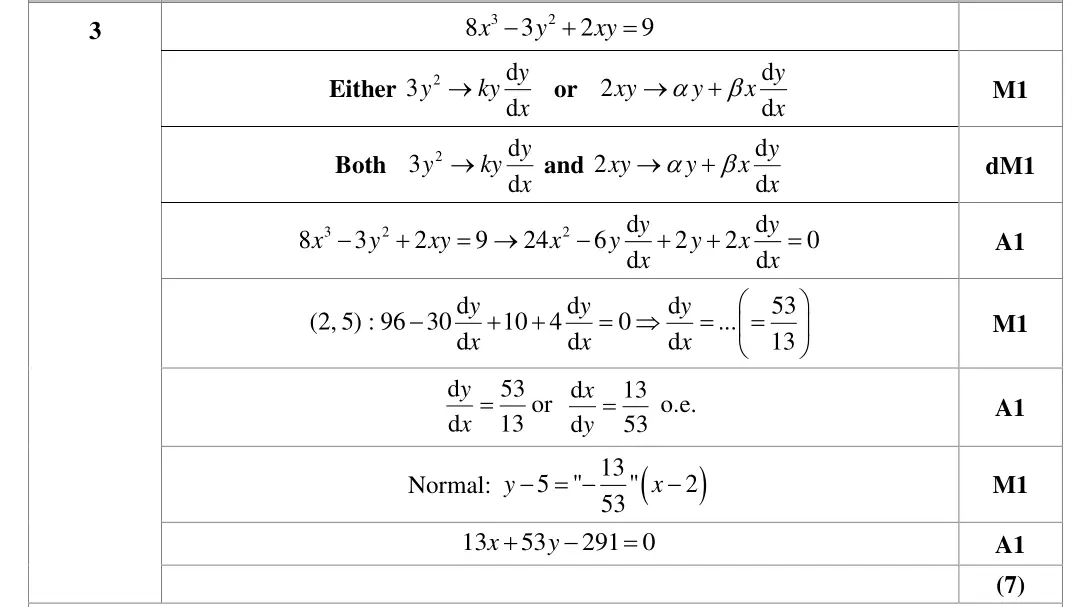 3
8x³ − 3y² + 2xy = 9
Either 3y² → ky dy/dx or 2xy → αy + βx dy/dx
M1
Both 3y² → ky dy/dx and 2xy → αy + βx dy/dx
dM1
8x³ − 3y² + 2xy = 9 → 24x² − 6y dy/dx + 2y + 2x dy/dx = 0
A1
(2, 5) : 96 − 30 dy/dx + 10 + 4 dy/dx = 0 ⇒ dy/dx = ... (= 53/13)
M1
dy/dx = 53/13 or dx/dy = 13/53 o.e.
A1
Normal: y − 5 = "− 13/53" (x − 2)
M1
13x + 53y − 291 = 0
A1
(7)